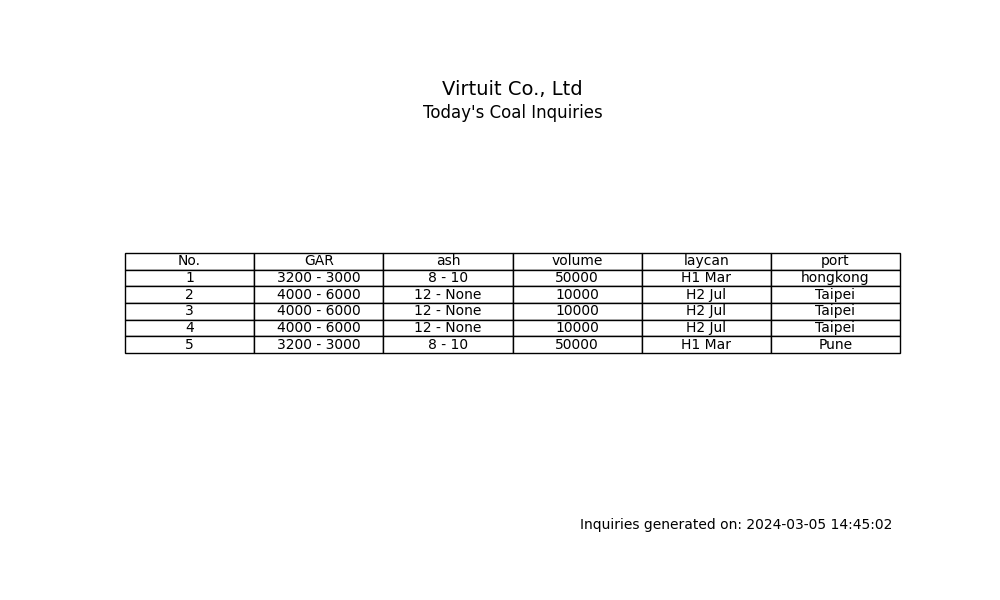 Virtuit Co., Ltd
Today's Coal Inquiries
No. GAR ash volume laycan port
1 3200 - 3000 8 - 10 50000 H1 Mar hongkong
2 4000 - 6000 12 - None 10000 H2 Jul Taipei
3 4000 - 6000 12 - None 10000 H2 Jul Taipei
4 4000 - 6000 12 - None 10000 H2 Jul Taipei
5 3200 - 3000 8 - 10 50000 H1 Mar Pune
Inquiries generated on: 2024-03-05 14:45:02